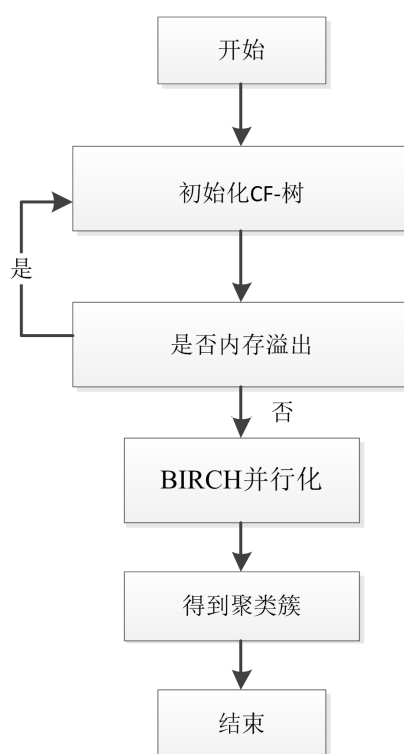 开始
初始化CF-树
是
是否内存溢出
否
BIRCH并行化
得到聚类簇
结束